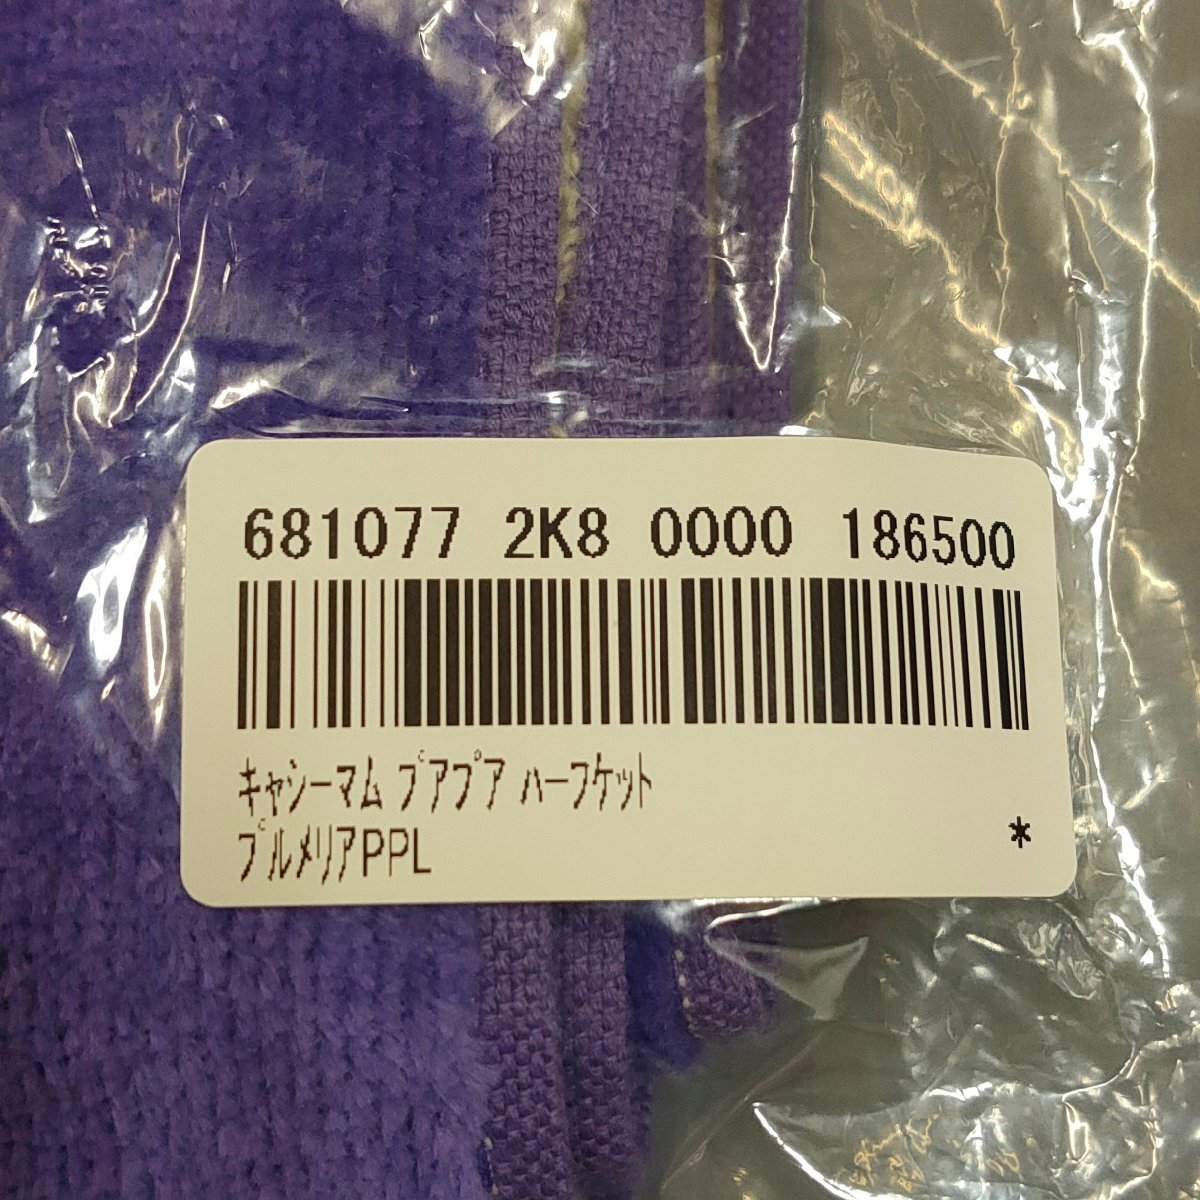 681077 2K8 0000 186500
ｷｬｼｰﾏﾑ ﾌﾟｱﾌﾟｱ ﾊｰﾌｹｯﾄ
ﾌﾟﾙﾒﾘｱPPL
*